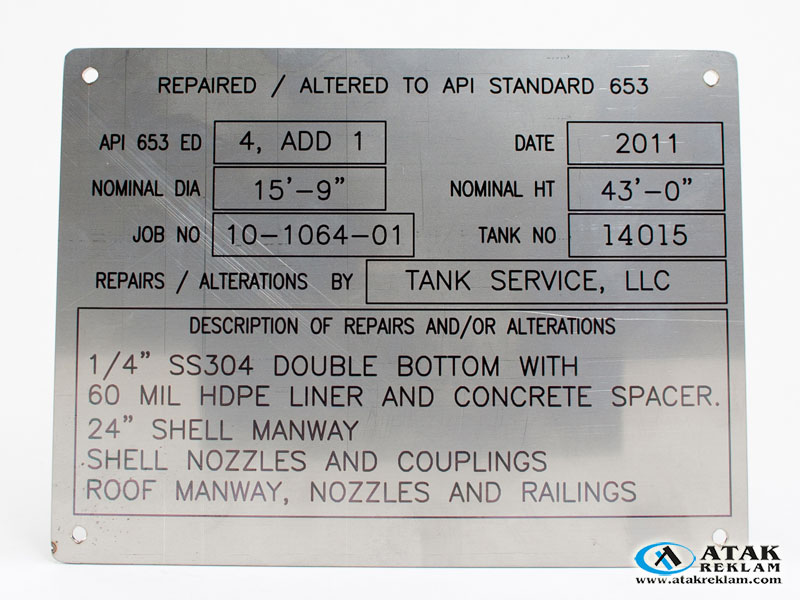 REPAIRED / ALTERED TO API STANDARD 653
API 653 ED 4, ADD 1 DATE 2011
NOMINAL DIA 15'-9" NOMINAL HT 43'-0"
JOB NO 10-1064-01 TANK NO 14015
REPAIRS / ALTERATIONS BY TANK SERVICE, LLC
DESCRIPTION OF REPAIRS AND/OR ALTERATIONS
1/4" SS304 DOUBLE BOTTOM WITH
60 MIL HDPE LINER AND CONCRETE SPACER.
24" SHELL MANWAY
SHELL NOZZLES AND COUPLINGS
ROOF MANWAY, NOZZLES AND RAILINGS
ATAK
REKLAM
www.atakreklam.com